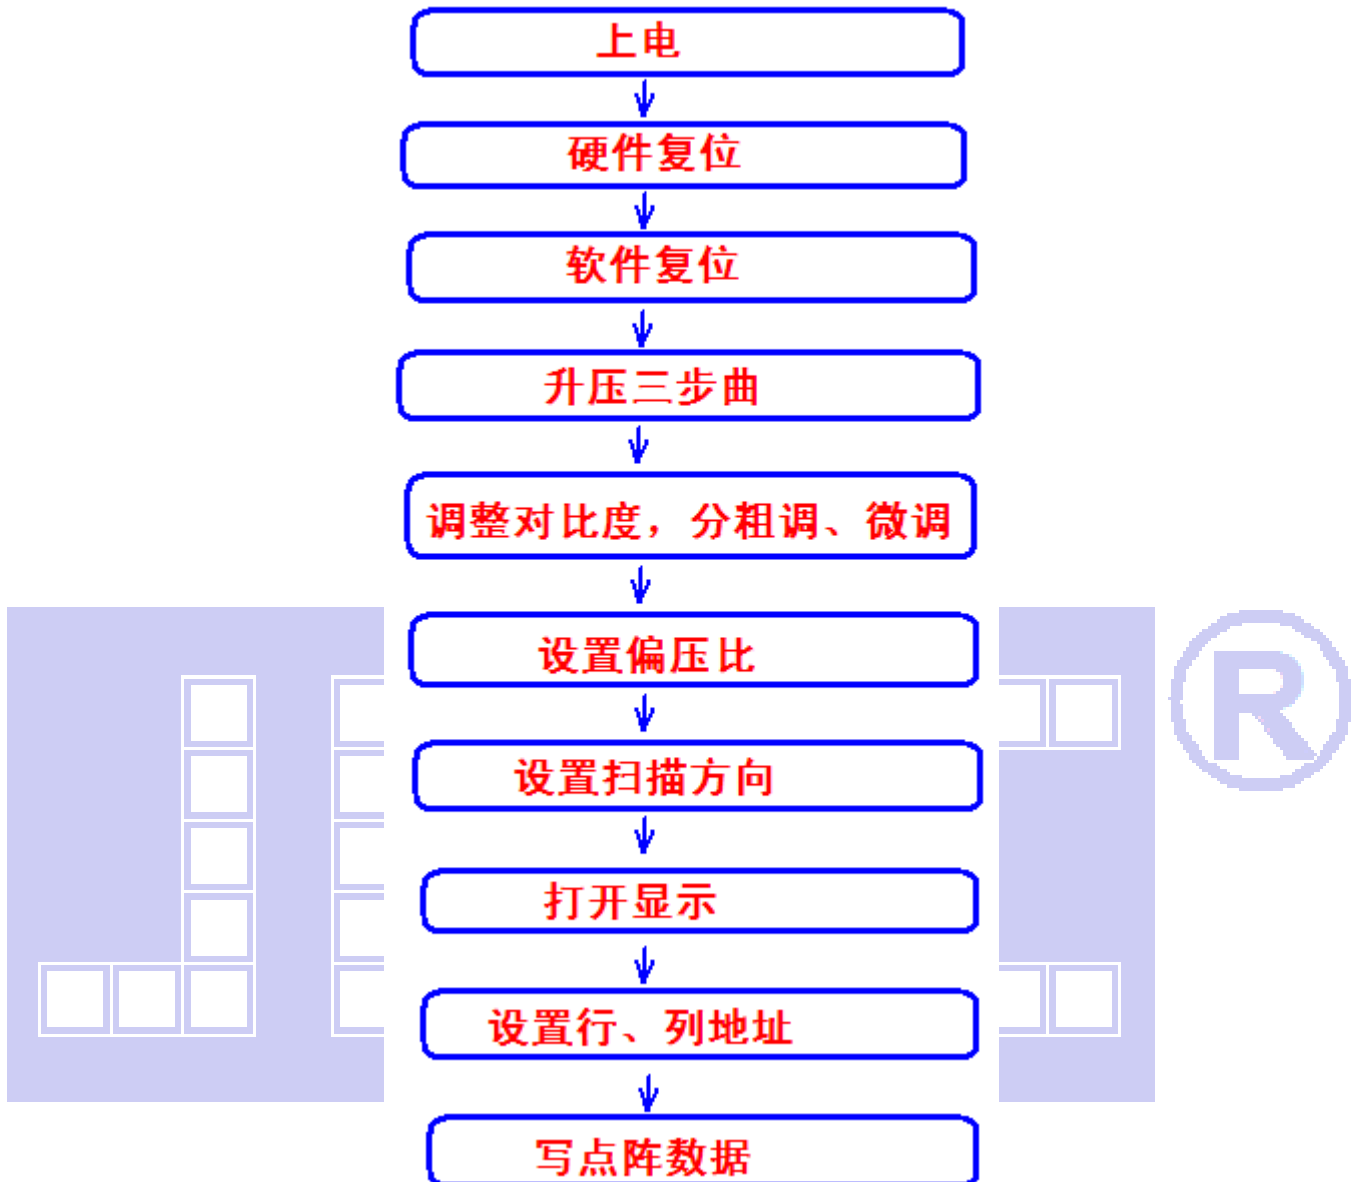 上电
硬件复位
软件复位
升压三步曲
调整对比度，分粗调、微调
设置偏压比
设置扫描方向
打开显示
设置行、列地址
写点阵数据
R